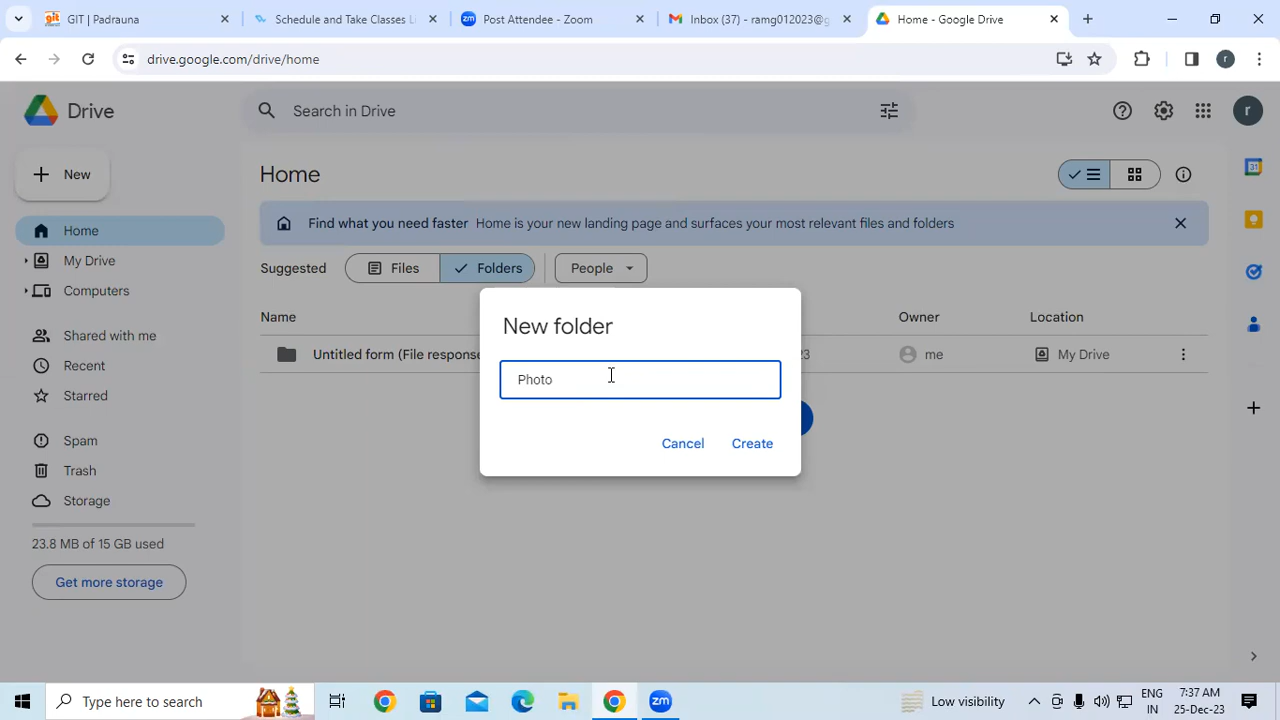 GIT | Padrauna
Schedule and Take Classes Li
zm Post Attendee - Zoom
Inbox (37) - ramg012023@g
Home - Google Drive
drive.google.com/drive/home
r
Drive
Search in Drive
r
New
Home
Find what you need faster Home is your new landing page and surfaces your most relevant files and folders
Home
My Drive
Computers
Suggested
Files
Folders
People
Name
Owner
Location
Untitled form (File response
23
me
My Drive
Shared with me
Recent
Starred
Spam
Trash
Storage
23.8 MB of 15 GB used
Get more storage
New folder
Photo
Cancel
Create
31
Type here to search
zm
Low visibility
ENG
IN
7:37 AM
25-Dec-23